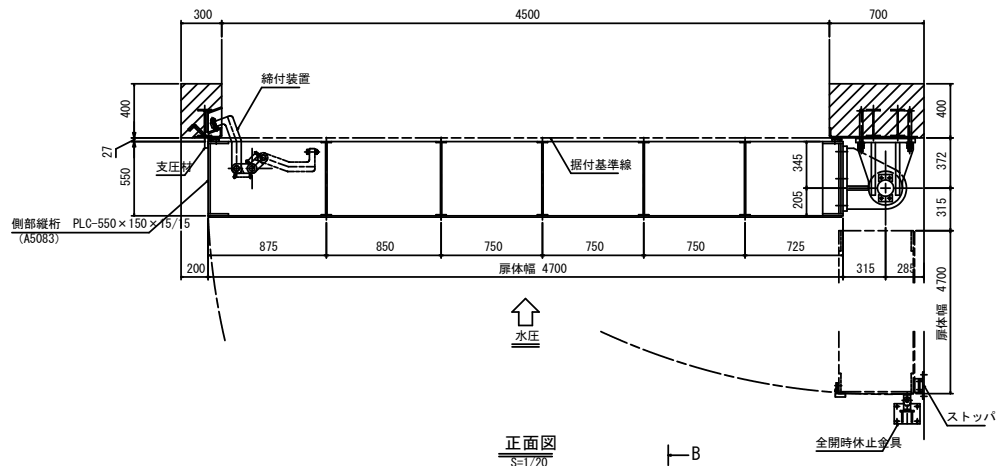 300
4500
700
締付装置
400
27
550
支圧材
据付基準線
345
205
400
372
315
側部縦桁 PLC-550×150×15/15
(A5083)
875
850
750
750
750
725
200
扉体幅 4700
315
285
水圧
扉体幅 4700
ストッパ
全開時休止金具
正面図
S=1/20
B